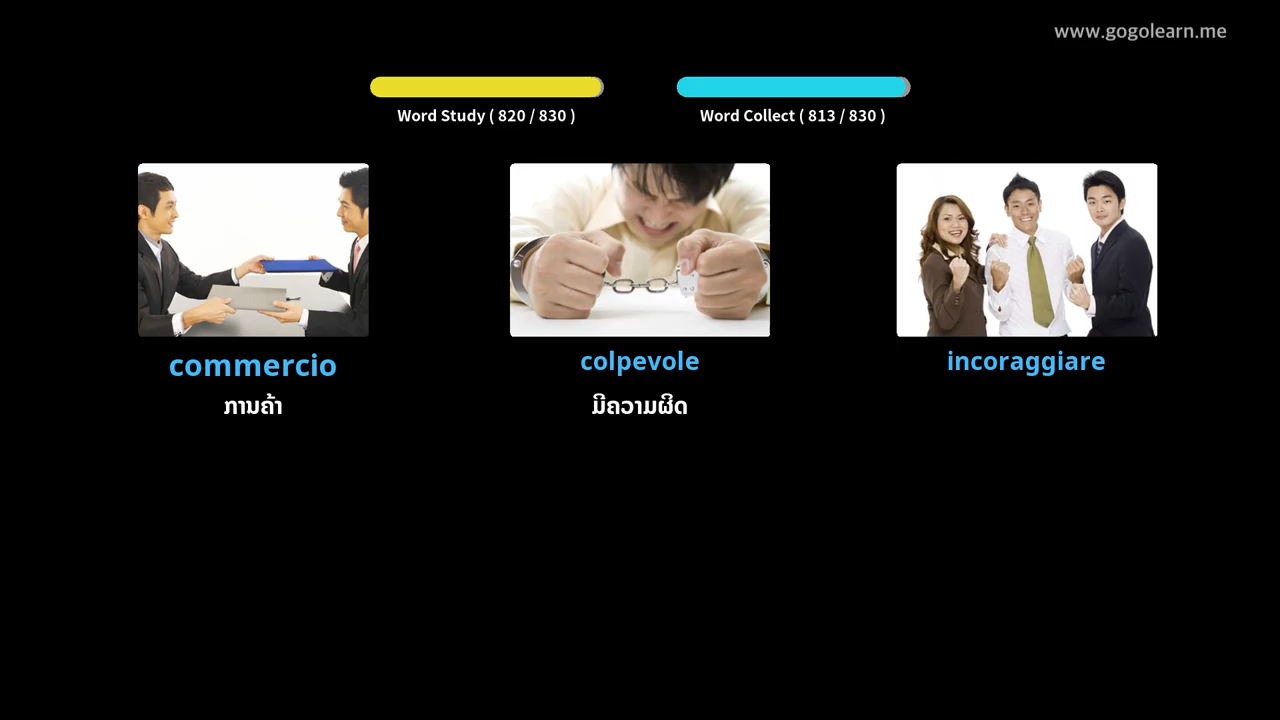 www.gogolearn.me
Word Study ( 820 / 830 )
Word Collect ( 813 / 830 )
commercio
ການຄ້າ
colpevole
ມີຄວາມຜິດ
incoraggiare